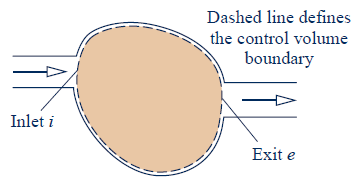 Dashed line defines
the control volume
boundary
Inlet i
Exit e